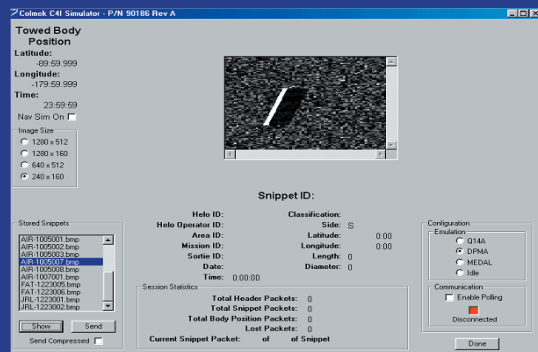 Colmek C4I Simulator - P/N 90186 Rev A
Towed Body
Position
Latitude:
-89:59.999
Longitude:
-179:59.999
Time:
23:59:59
Nav Sim On
Image Size
1280 x 512
1280 x 160
640 x 512
240 x 160
Snippet ID:
Helo ID:
Helo Operator ID:
Area ID:
Mission ID:
Sortie ID:
Date:
Time: 0:00:00
Classification:
Side: S
Latitude: 0:00
Longitude: 0:00
Length: 0
Diameter: 0
Stored Snippets
AIR-1005001.bmp
AIR-1005002.bmp
AIR-1005003.bmp
AIR-1005007.bmp
AIR-1005008.bmp
AIR-1007001.bmp
FAT-1223005.bmp
FAT-1223006.bmp
JRL-1223001.bmp
JRL-1223002.bmp
Show Send
Send Compressed
Session Statistics
Total Header Packets: 0
Total Snippet Packets: 0
Total Body Position Packets: 0
Lost Packets: 0
Current Snippet Packet: of of Snippet
Configuration
Emulation
Q14A
DPMA
MEDAL
Idle
Communication
Enable Polling
Disconnected
Done